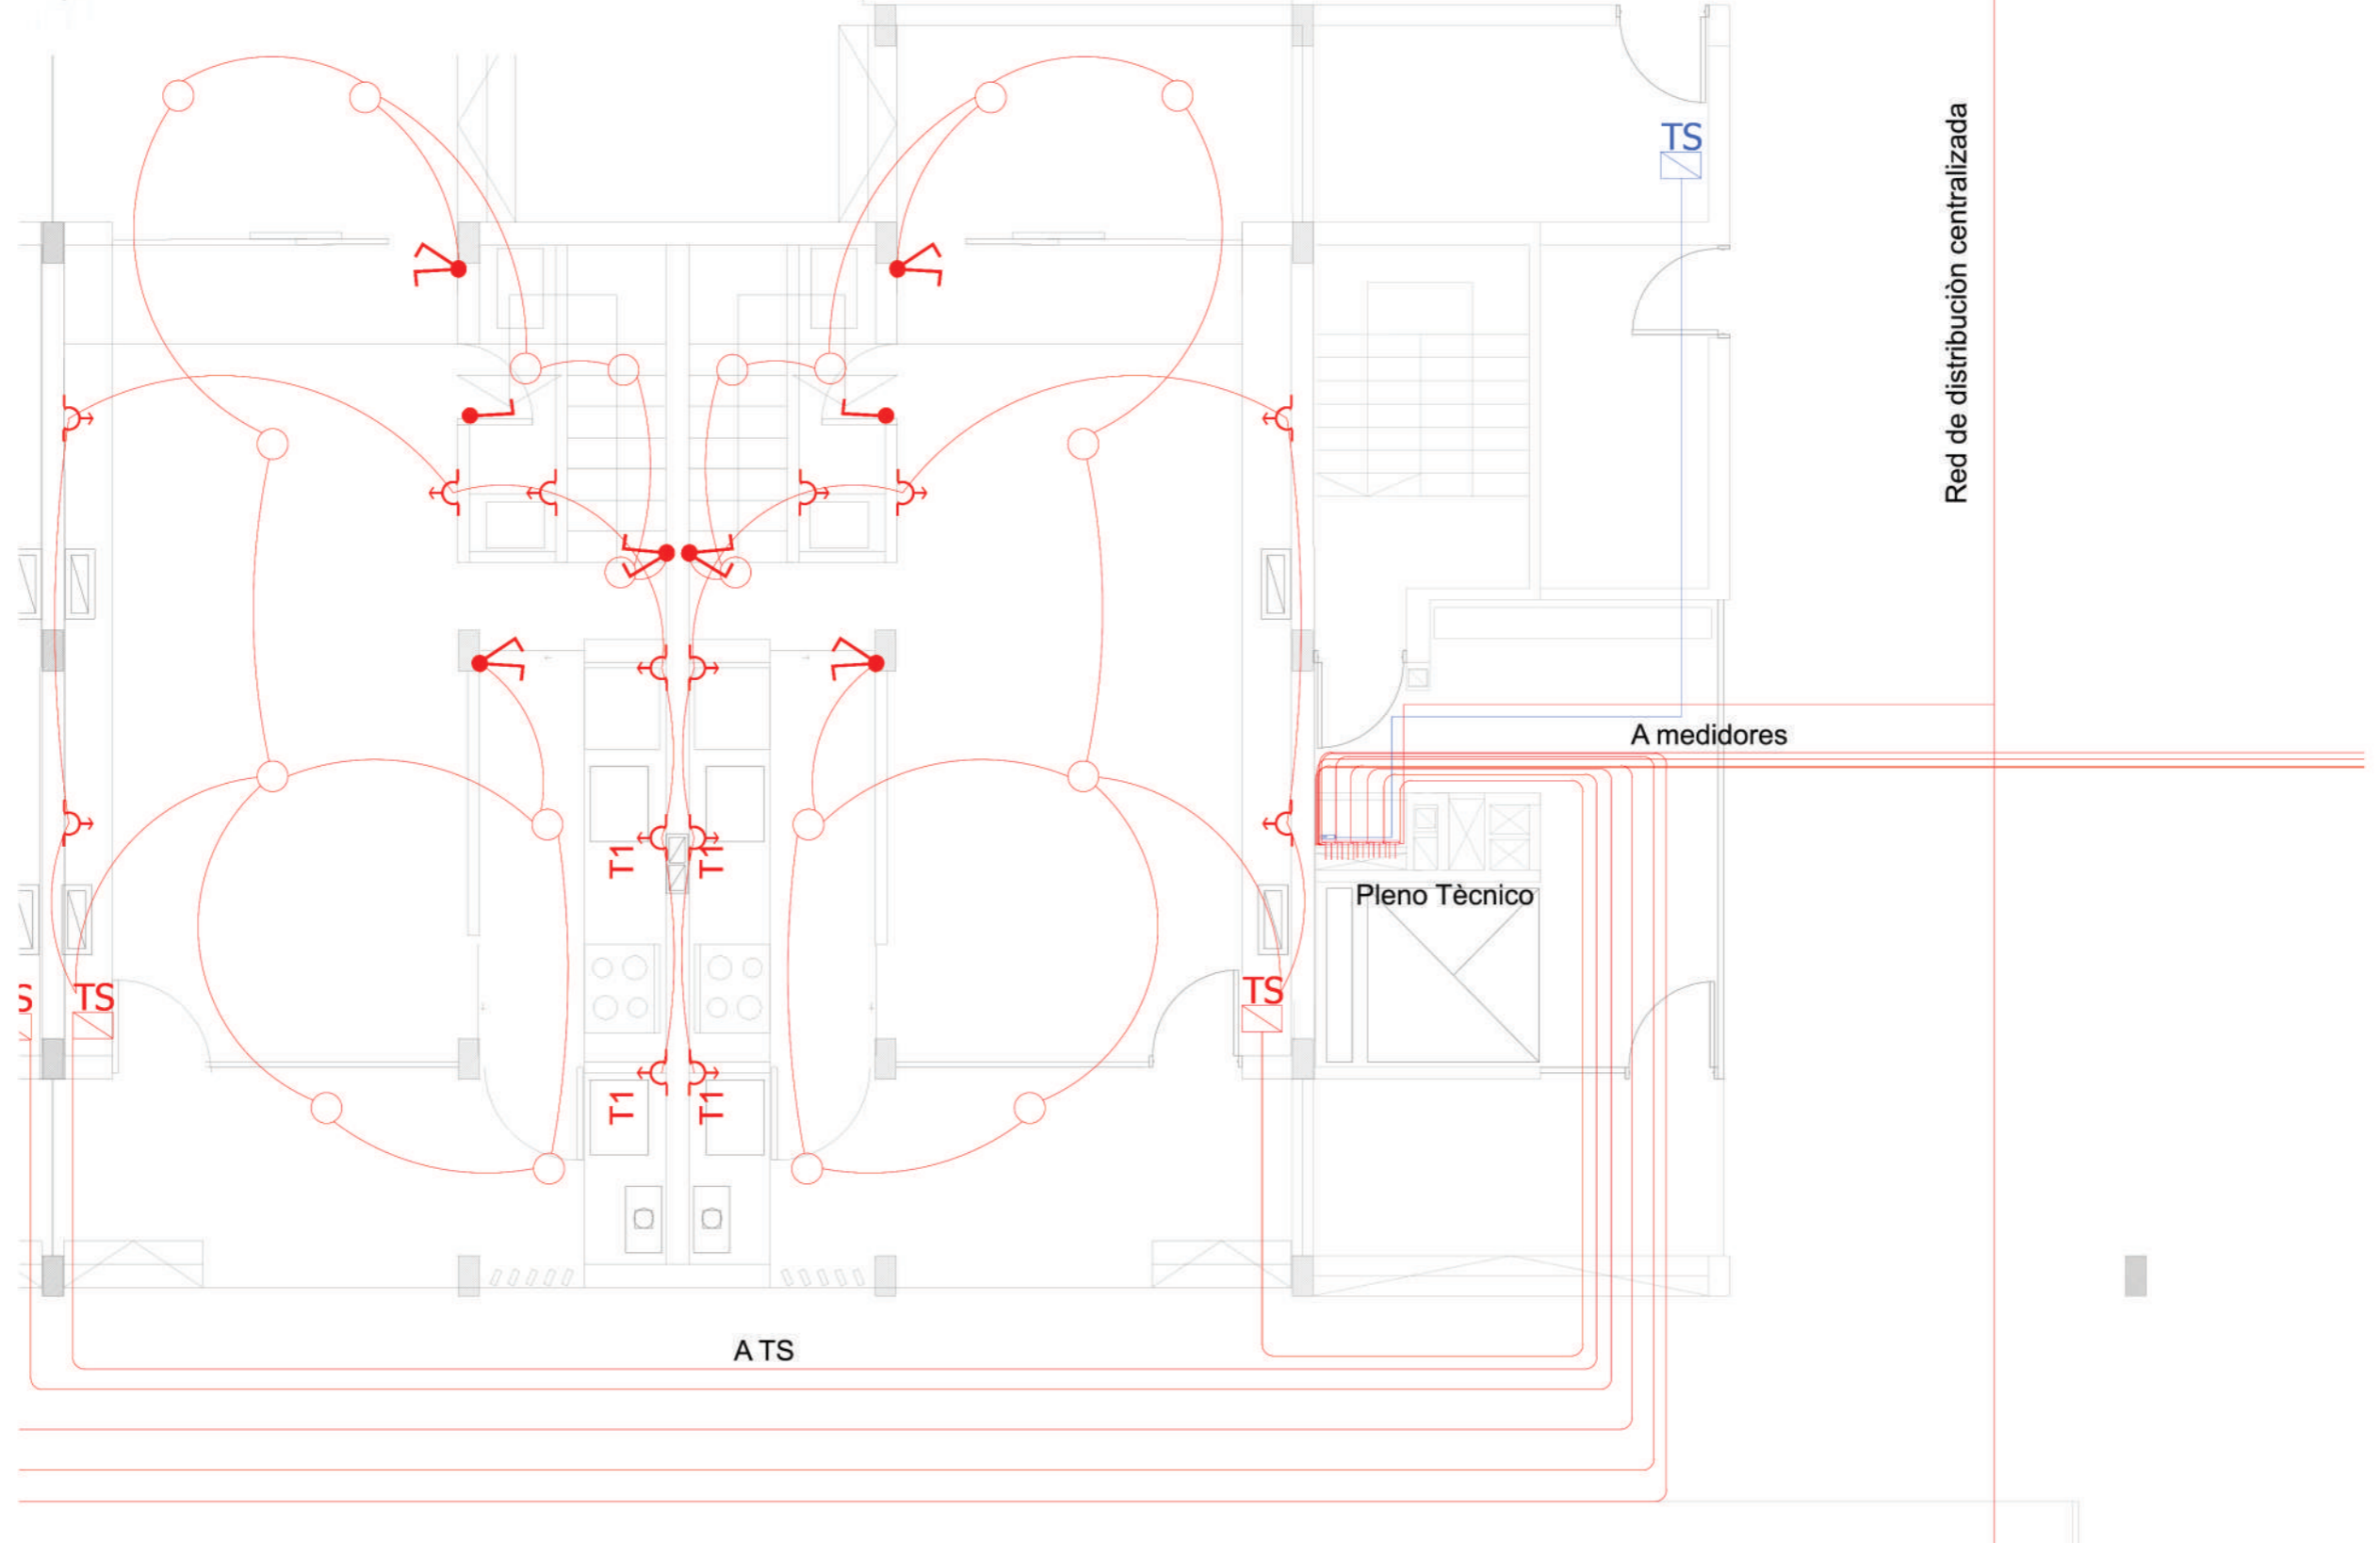 TS
Red de distribuciòn centralizada
A medidores
T1
T1
Pleno Tècnico
S
TS
TS
T1
T1
A TS